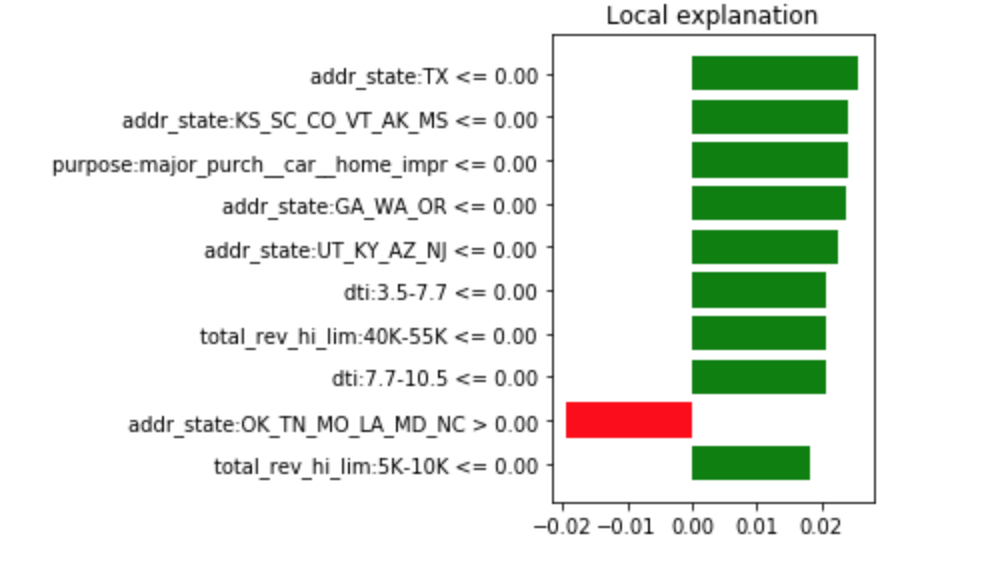 Local explanation
addr_state:TX <= 0.00
addr_state:KS_SC_CO_VT_AK_MS <= 0.00
purpose:major_purch__car__home_impr <= 0.00
addr_state:GA_WA_OR <= 0.00
addr_state:UT_KY_AZ_NJ <= 0.00
dti:3.5-7.7 <= 0.00
total_rev_hi_lim:40K-55K <= 0.00
dti:7.7-10.5 <= 0.00
addr_state:OK_TN_MO_LA_MD_NC > 0.00
total_rev_hi_lim:5K-10K <= 0.00
−0.02 −0.01 0.00 0.01 0.02